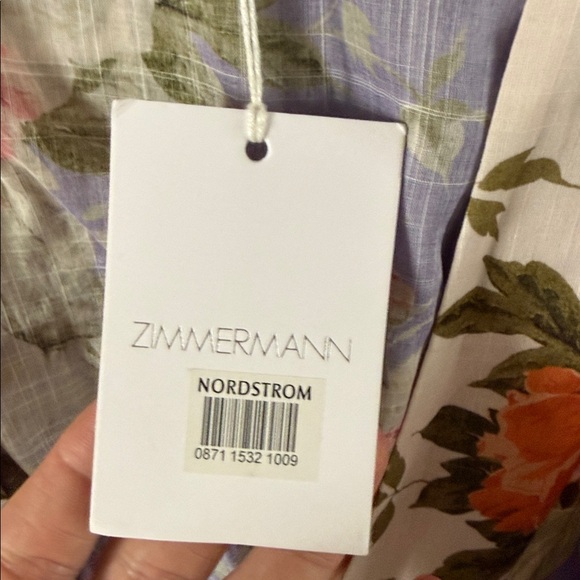 ZIMMERMANN
NORDSTROM
0871 1532 1009